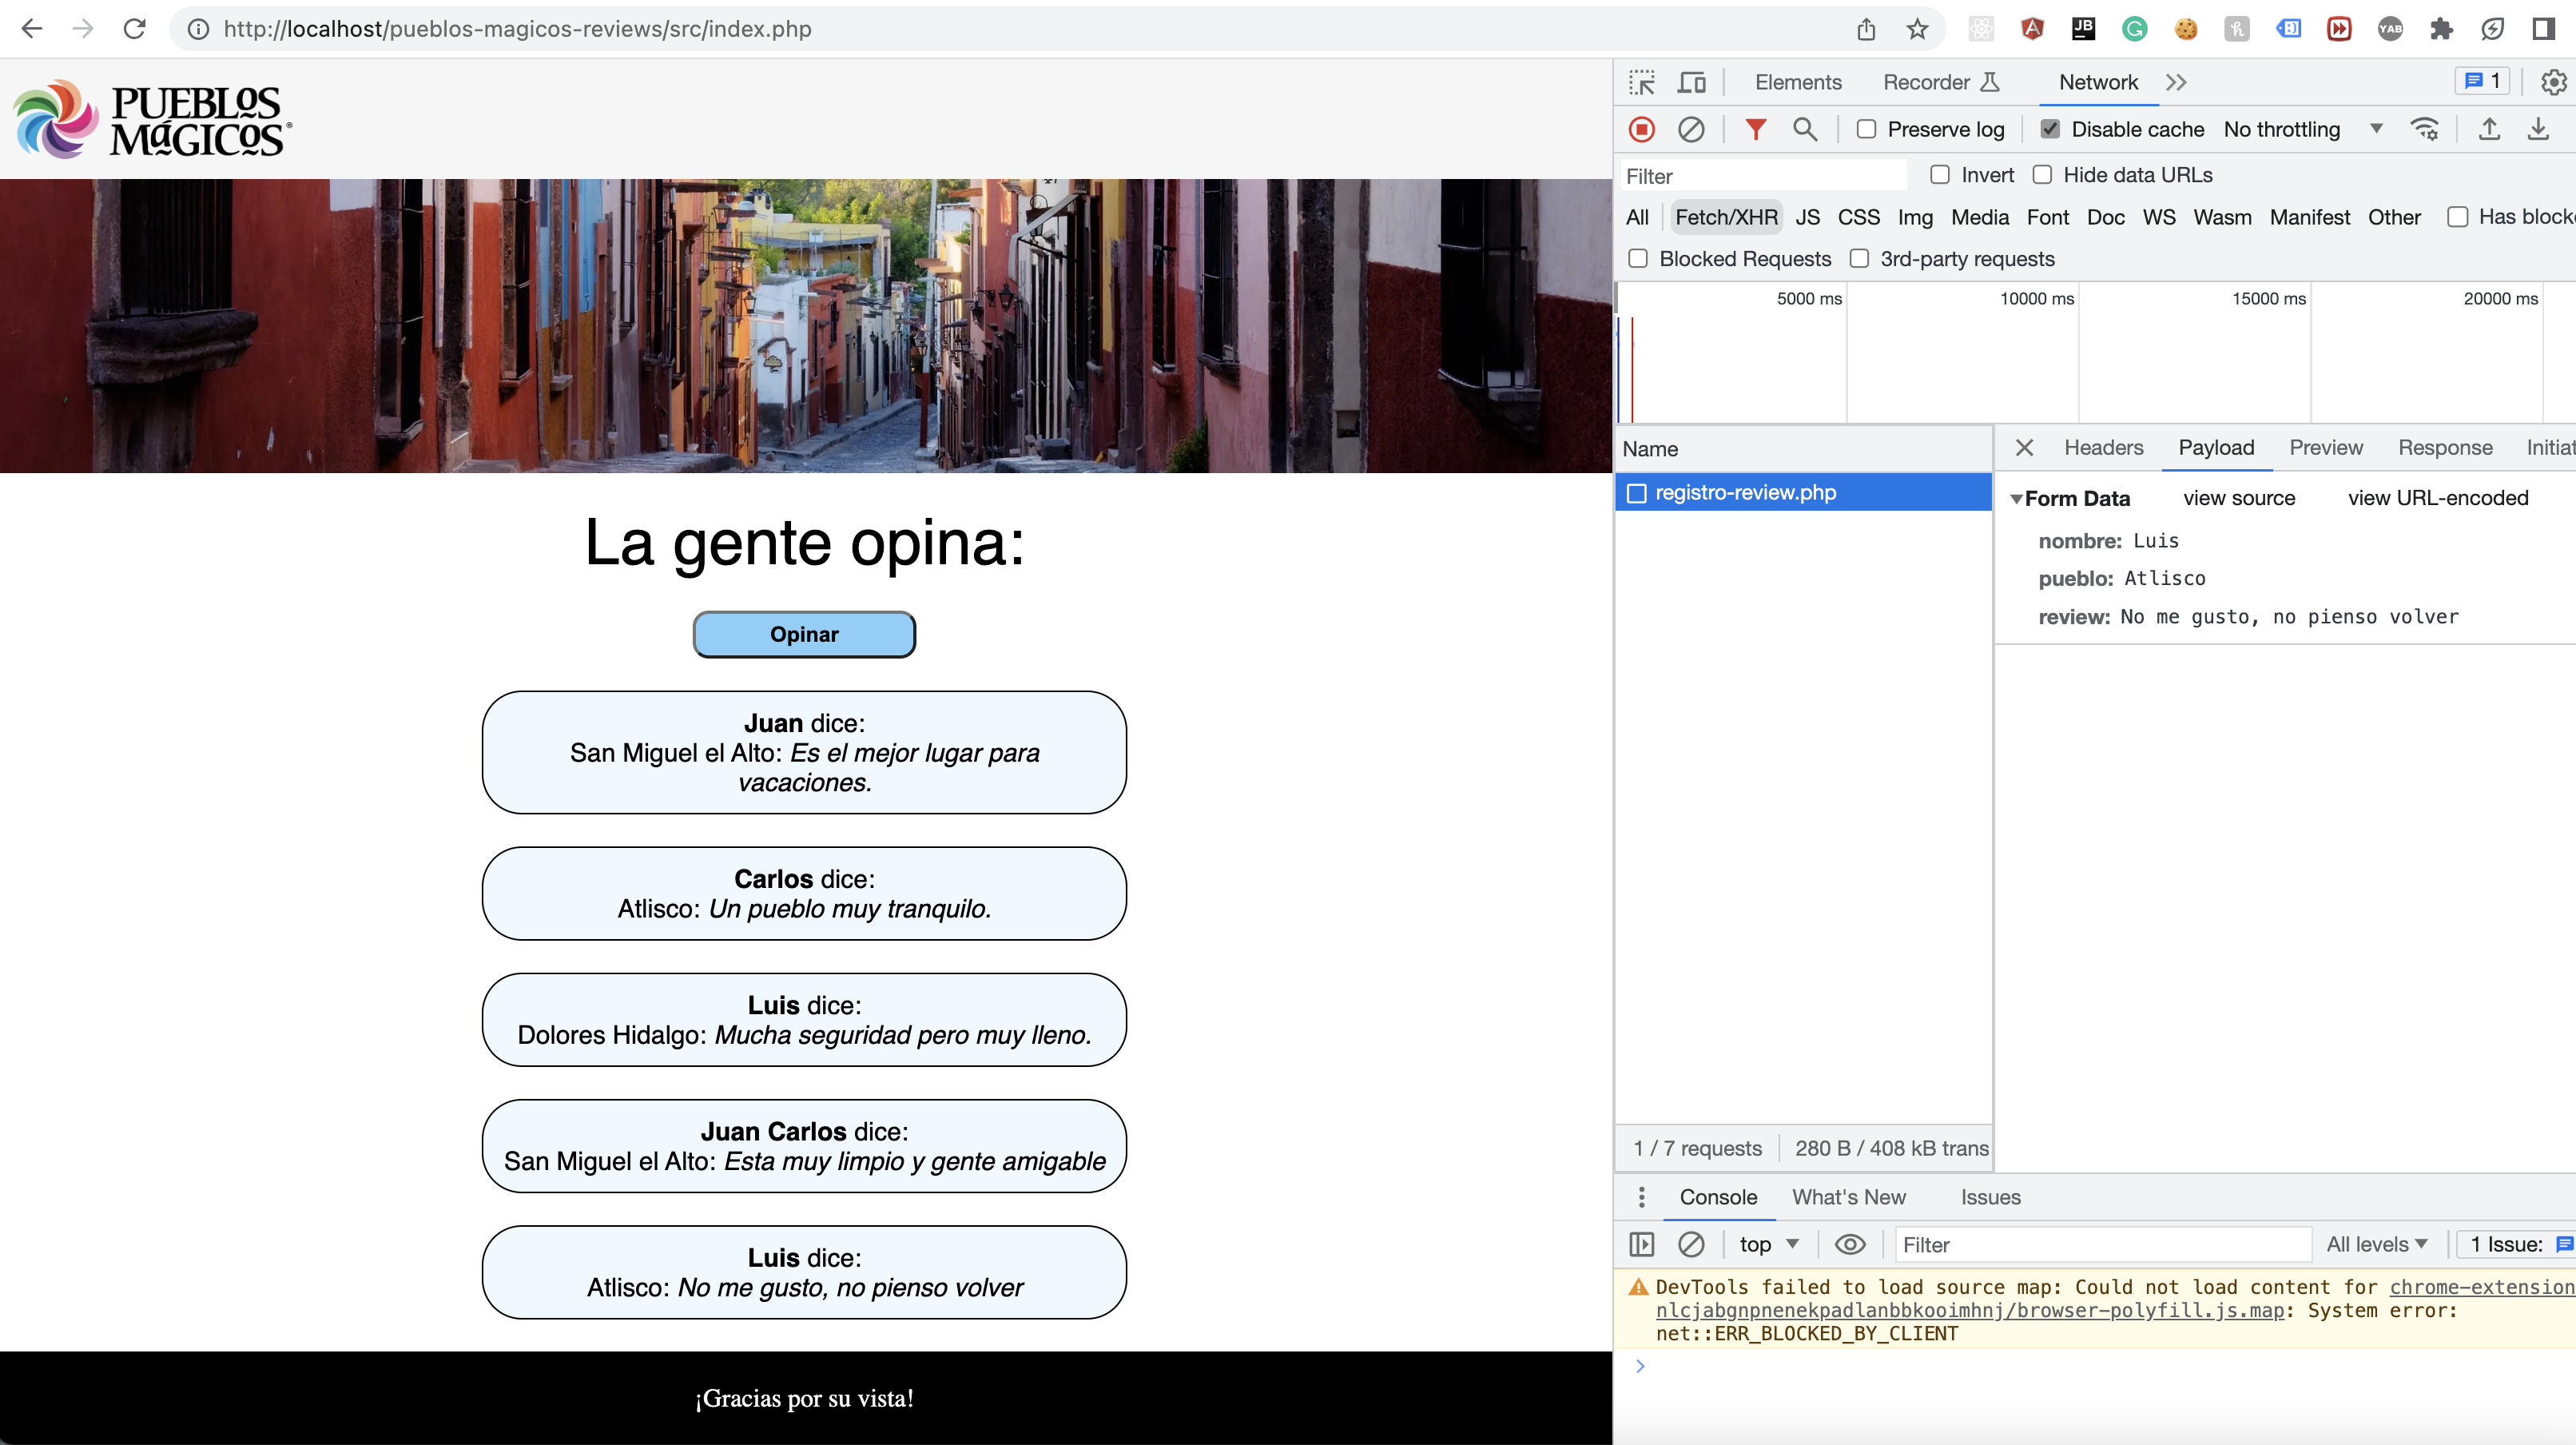 http://localhost/pueblos-magicos-reviews/src/index.php
JB
YAB
PUEBLOS
MáGICOS®
La gente opina:
Opinar
Juan dice:
San Miguel el Alto: Es el mejor lugar para
vacaciones.
Carlos dice:
Atlisco: Un pueblo muy tranquilo.
Luis dice:
Dolores Hidalgo: Mucha seguridad pero muy lleno.
Juan Carlos dice:
San Miguel el Alto: Esta muy limpio y gente amigable
Luis dice:
Atlisco: No me gusto, no pienso volver
¡Gracias por su vista!
Elements Recorder Network 1
Preserve log Disable cache No throttling
Filter Invert Hide data URLs
All Fetch/XHR JS CSS Img Media Font Doc WS Wasm Manifest Other Has blocke
Blocked Requests 3rd-party requests
5000 ms 10000 ms 15000 ms 20000 ms
Name
registro-review.php
Headers Payload Preview Response Initiat
Form Data view source view URL-encoded
nombre: Luis
pueblo: Atlisco
review: No me gusto, no pienso volver
1 / 7 requests 280 B / 408 kB trans
Console What's New Issues
top Filter All levels 1 Issue:
DevTools failed to load source map: Could not load content for chrome-extension
nlcjabgnpnenekpadlanbbkooimhnj/browser-polyfill.js.map: System error:
net::ERR_BLOCKED_BY_CLIENT